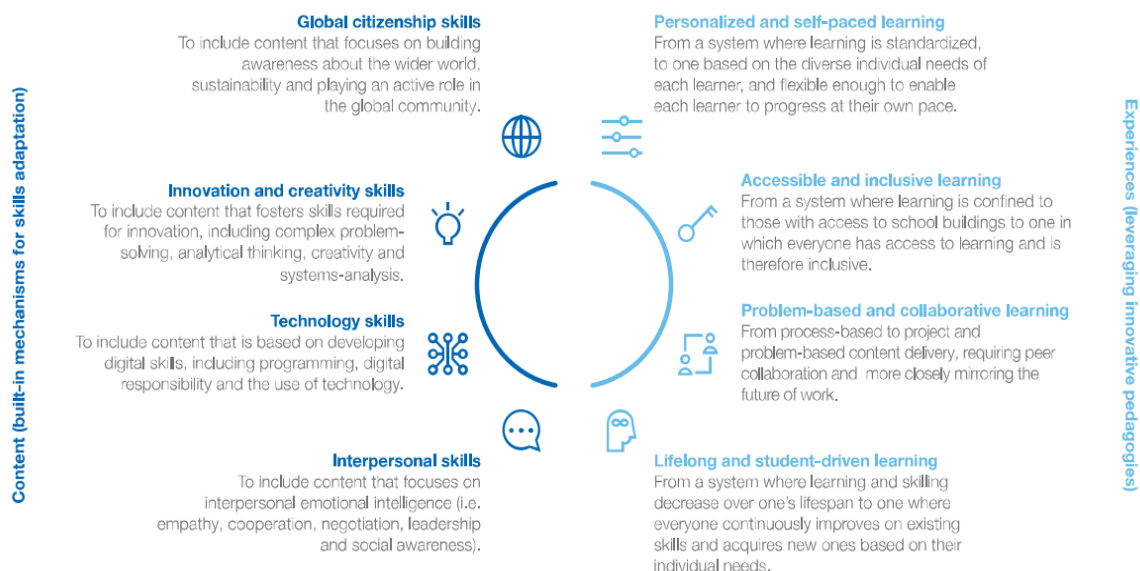 Content (built-in mechanisms for skills adaptation)
Global citizenship skills
To include content that focuses on building
awareness about the wider world,
sustainability and playing an active role in
the global community.
Innovation and creativity skills
To include content that fosters skills required
for innovation, including complex problem-
solving, analytical thinking, creativity and
systems-analysis.
Technology skills
To include content that is based on developing
digital skills, including programming, digital
responsibility and the use of technology.
Interpersonal skills
To include content that focuses on
interpersonal emotional intelligence (i.e.
empathy, cooperation, negotiation, leadership
and social awareness).
Personalized and self-paced learning
From a system where learning is standardized,
to one based on the diverse individual needs of
each learner, and flexible enough to enable
each learner to progress at their own pace.
Accessible and inclusive learning
From a system where learning is confined to
those with access to school buildings to one in
which everyone has access to learning and is
therefore inclusive.
Problem-based and collaborative learning
From process-based to project and
problem-based content delivery, requiring peer
collaboration and more closely mirroring the
future of work.
Lifelong and student-driven learning
From a system where learning and skilling
decrease over one's lifespan to one where
everyone continuously improves on existing
skills and acquires new ones based on their
individual needs.
Experiences (leveraging innovative pedagogies)